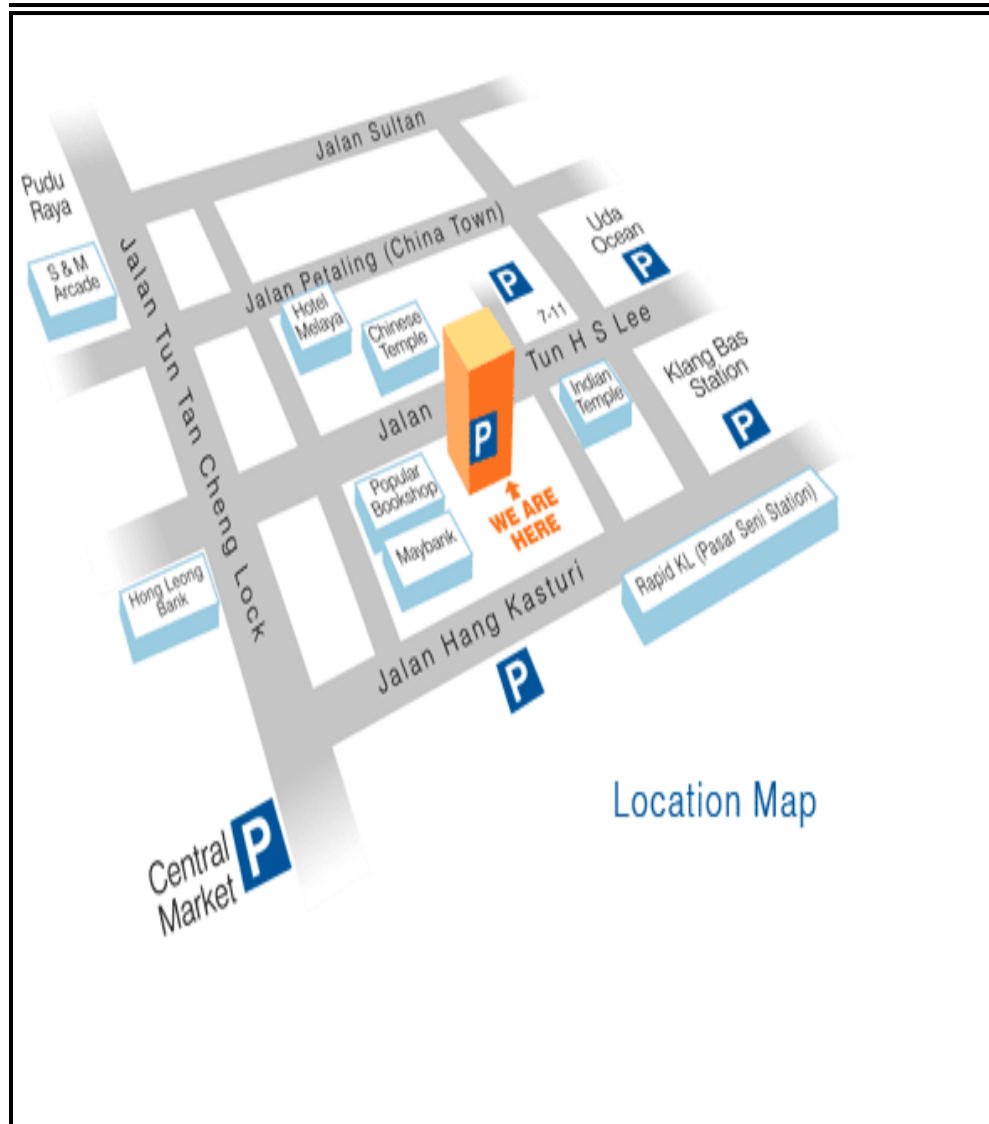 Jalan Sultan
Pudu
Raya
S & M
Arcade
Jalan Tun Tan Cheng Lock
Jalan Petaling (China Town)
Uda
Ocean
P
Hotel
Melaya
Chinese
Temple
P
7-11
Jalan Tun H S Lee
Klang Bas
Station
P
Indian
Temple
P
Popular
Bookshop
Maybank
WE ARE
HERE
Hong Leong
Bank
Rapid KL (Pasar Seni Station)
Jalan Hang Kasturi
P
Location Map
Central
Market
P